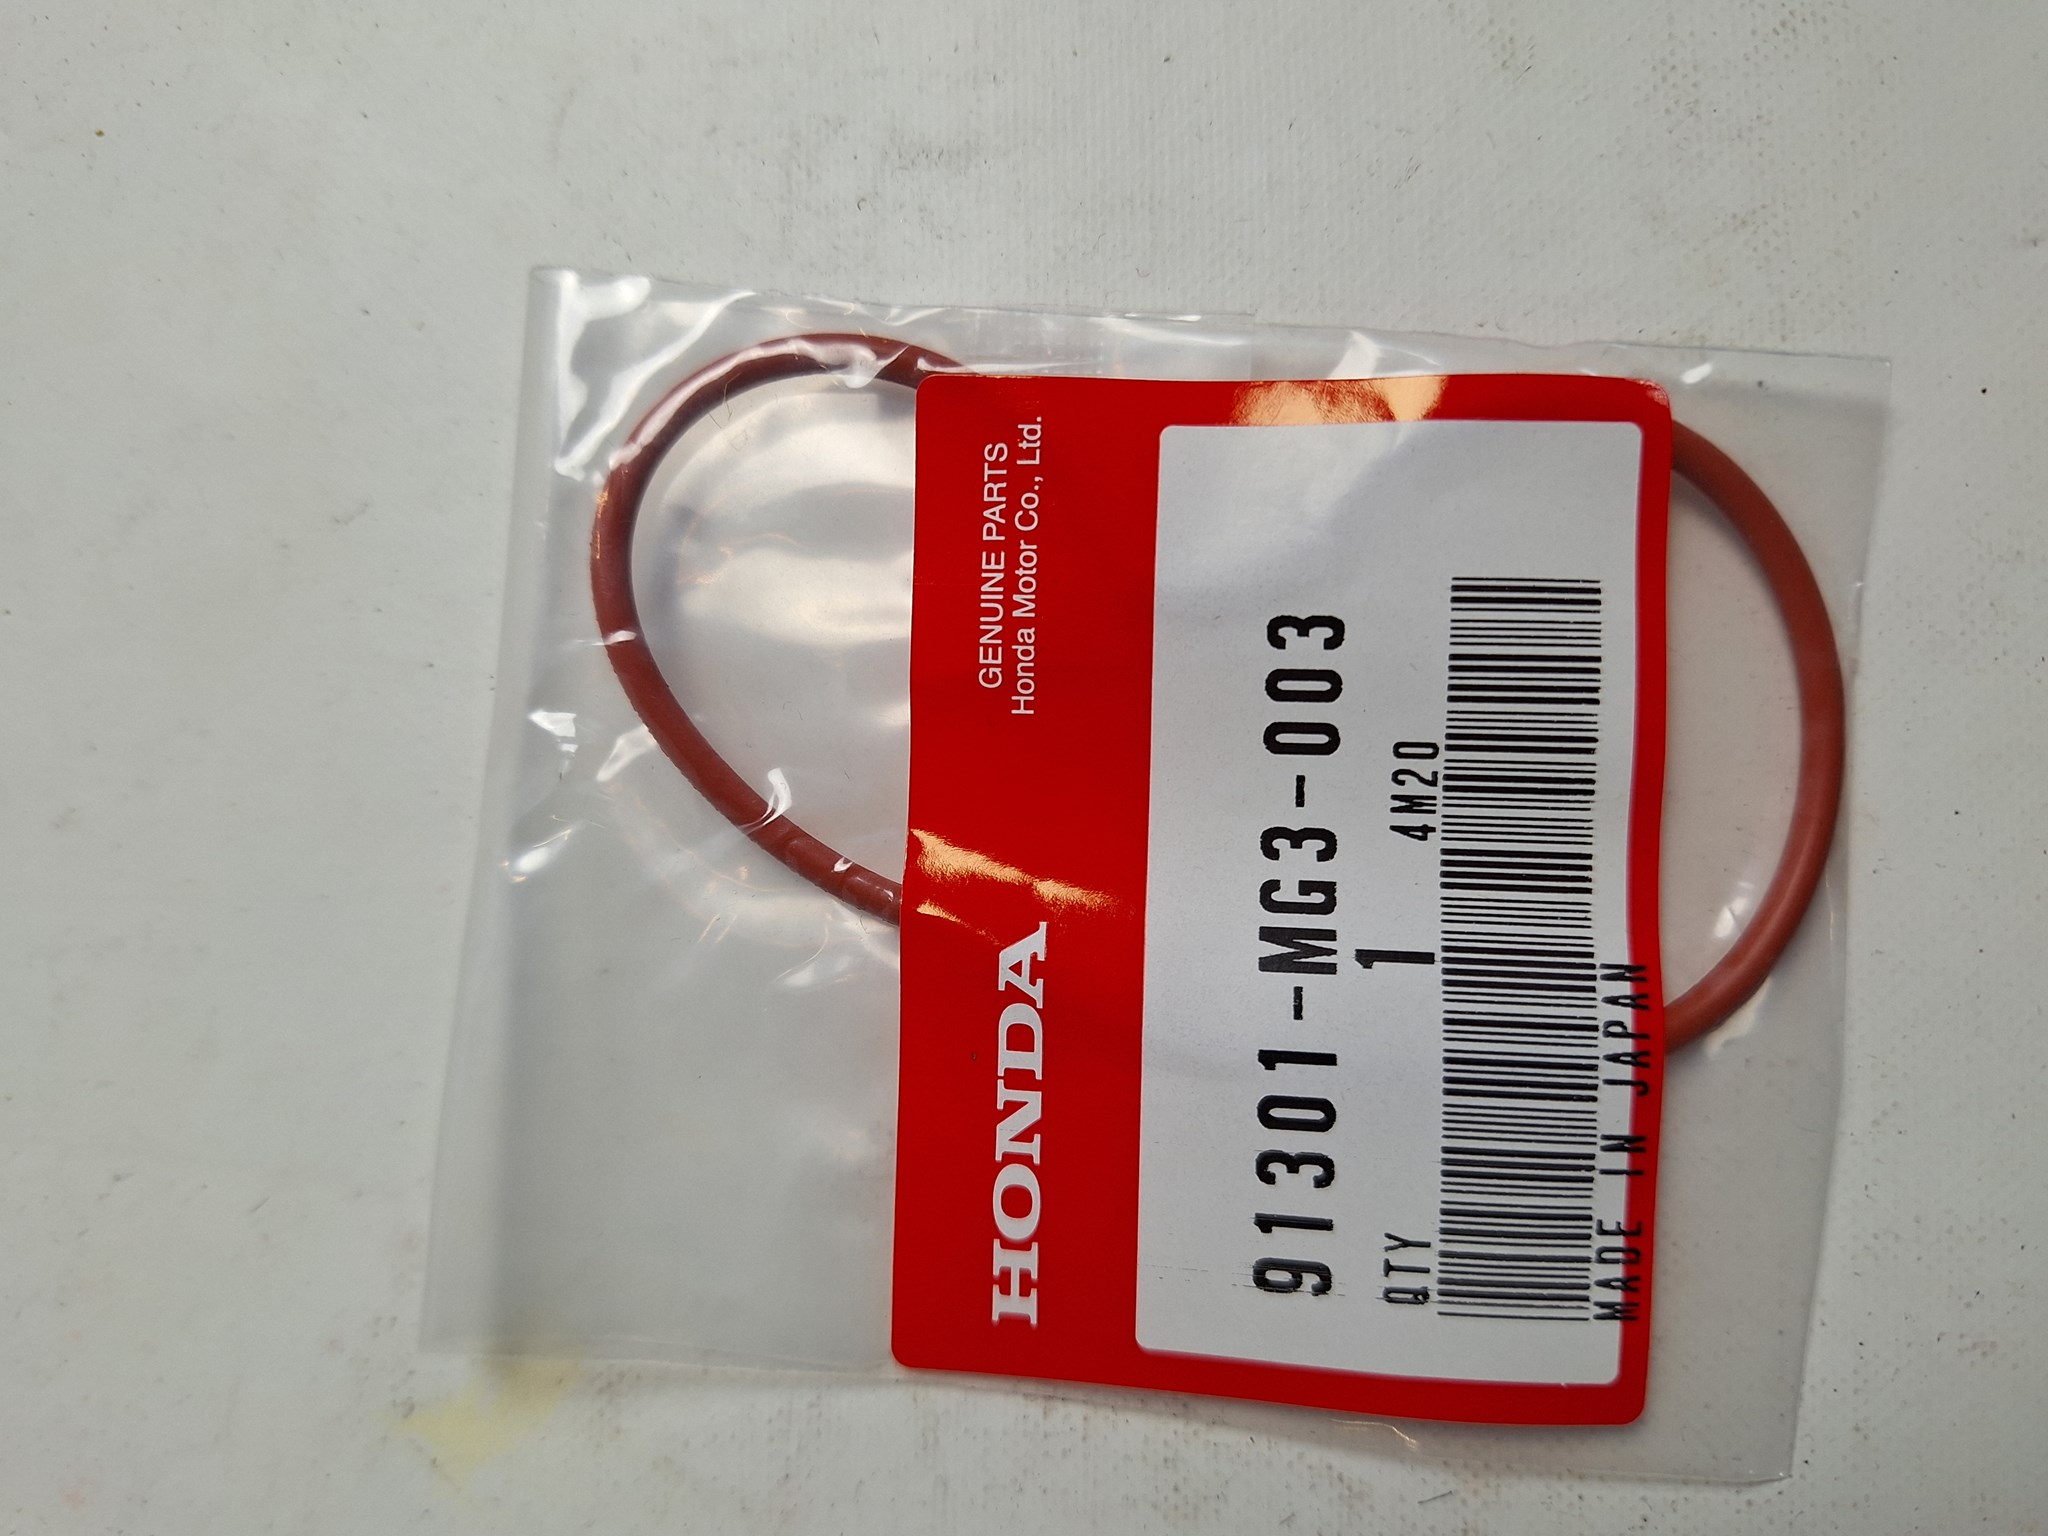 HONDA
GENUINE PARTS
Honda Motor Co., Ltd.
91301-MG3-003
QTY 1 4M20
MADE IN JAPAN